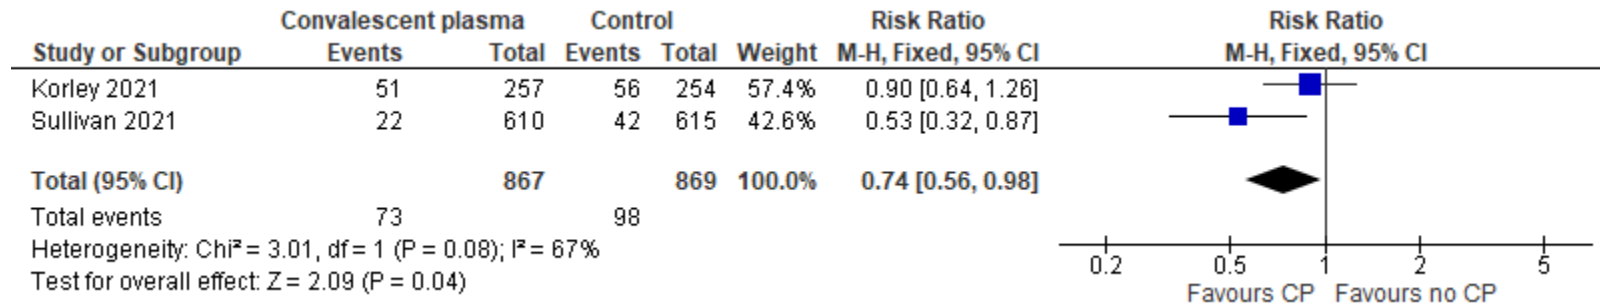 Convalescent plasma Control Risk Ratio Risk Ratio
Study or Subgroup Events Total Events Total Weight M-H, Fixed, 95% CI M-H, Fixed, 95% CI
Korley 2021 51 257 56 254 57.4% 0.90 [0.64, 1.26]
Sullivan 2021 22 610 42 615 42.6% 0.53 [0.32, 0.87]
Total (95% CI) 867 869 100.0% 0.74 [0.56, 0.98]
Total events 73 98
Heterogeneity: Chi² = 3.01, df = 1 (P = 0.08); I² = 67%
Test for overall effect: Z = 2.09 (P = 0.04)
0.2 0.5 1 2 5
Favours CP Favours no CP